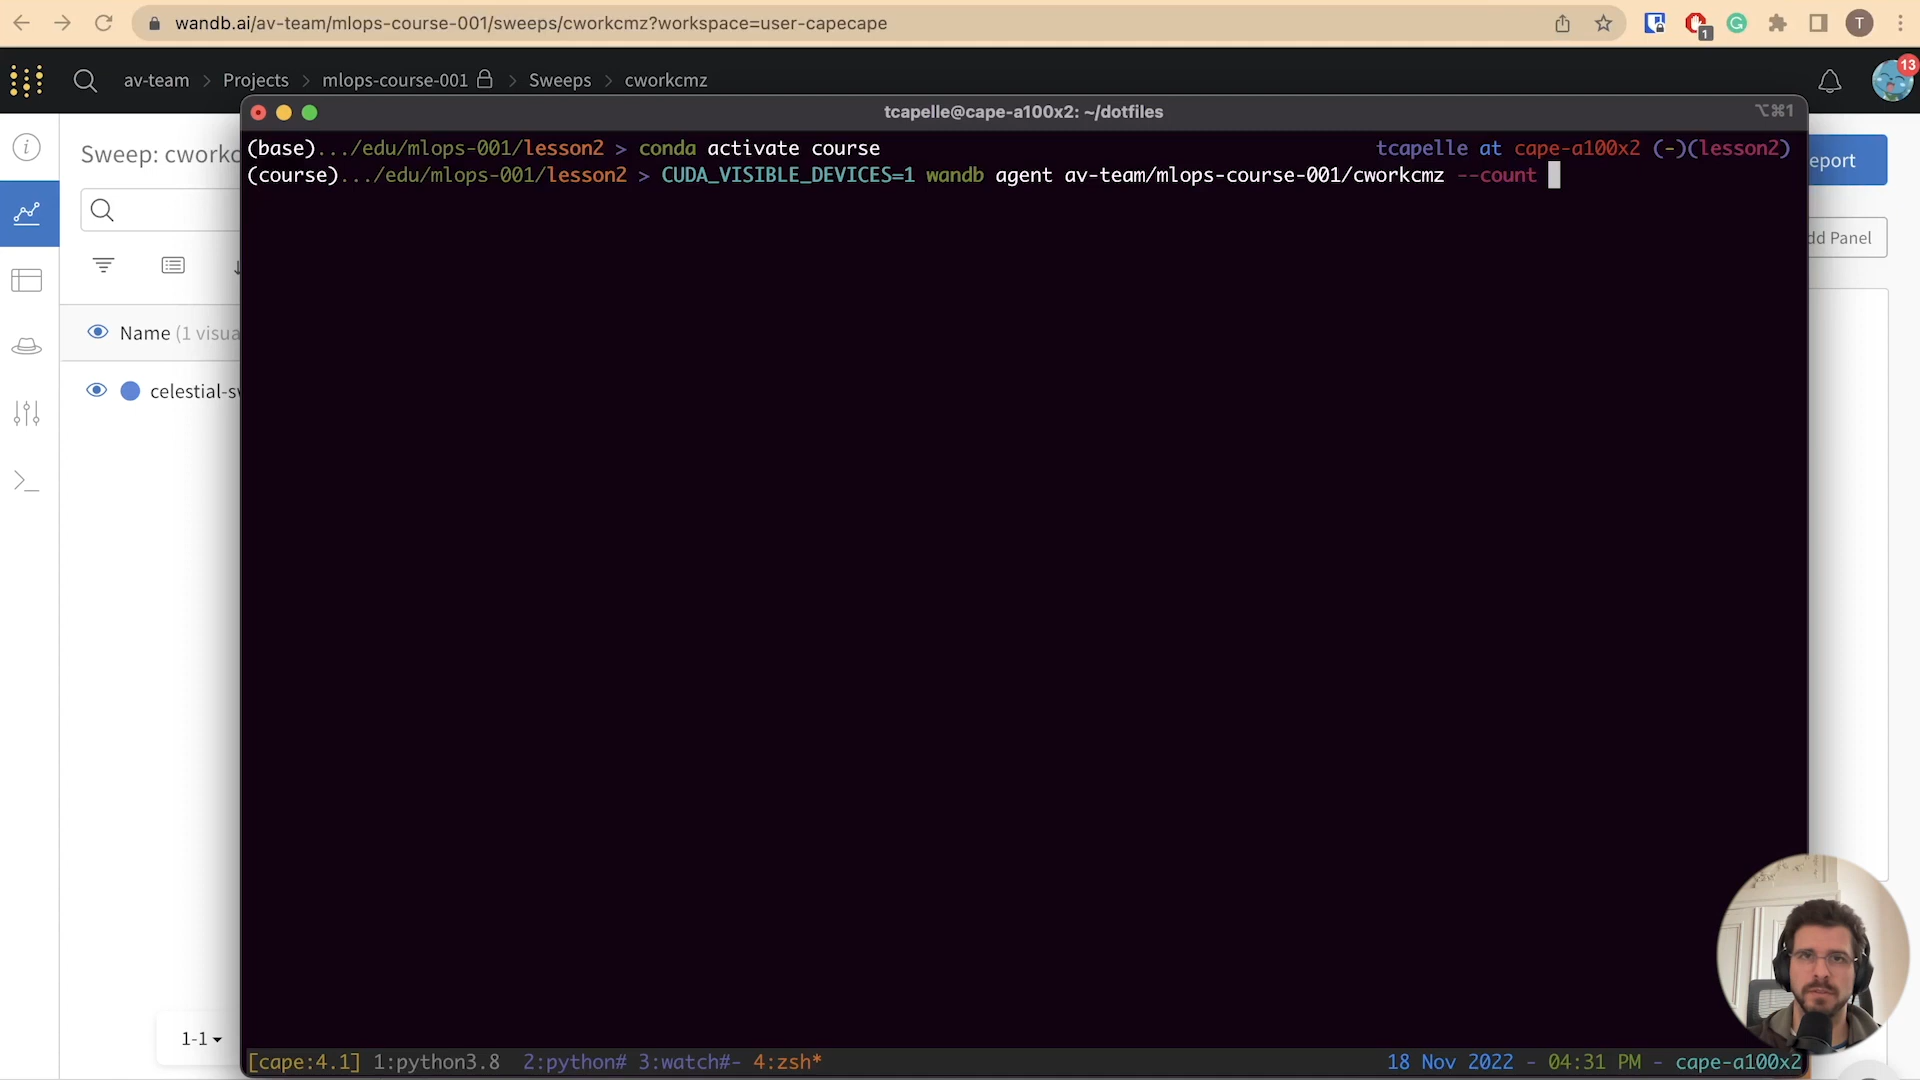 wandb.ai/av-team/mlops-course-001/sweeps/cworkcmz?workspace=user-capecape
1
G
T
av-team > Projects > mlops-course-001 > Sweeps > cworkcmz
13
tcapelle@cape-a100x2: ~/dotfiles
⌥⌘1
Sweep: cworkc
eport
(base).../edu/mlops-001/lesson2 > conda activate course
tcapelle at cape-a100x2 (-)(lesson2)
(course).../edu/mlops-001/lesson2 > CUDA_VISIBLE_DEVICES=1 wandb agent av-team/mlops-course-001/cworkcmz --count
dd Panel
Name (1 visua
celestial-sw
1-1
[cape:4.1] 1:python3.8 2:python# 3:watch#- 4:zsh*
18 Nov 2022 - 04:31 PM - cape-a100x2